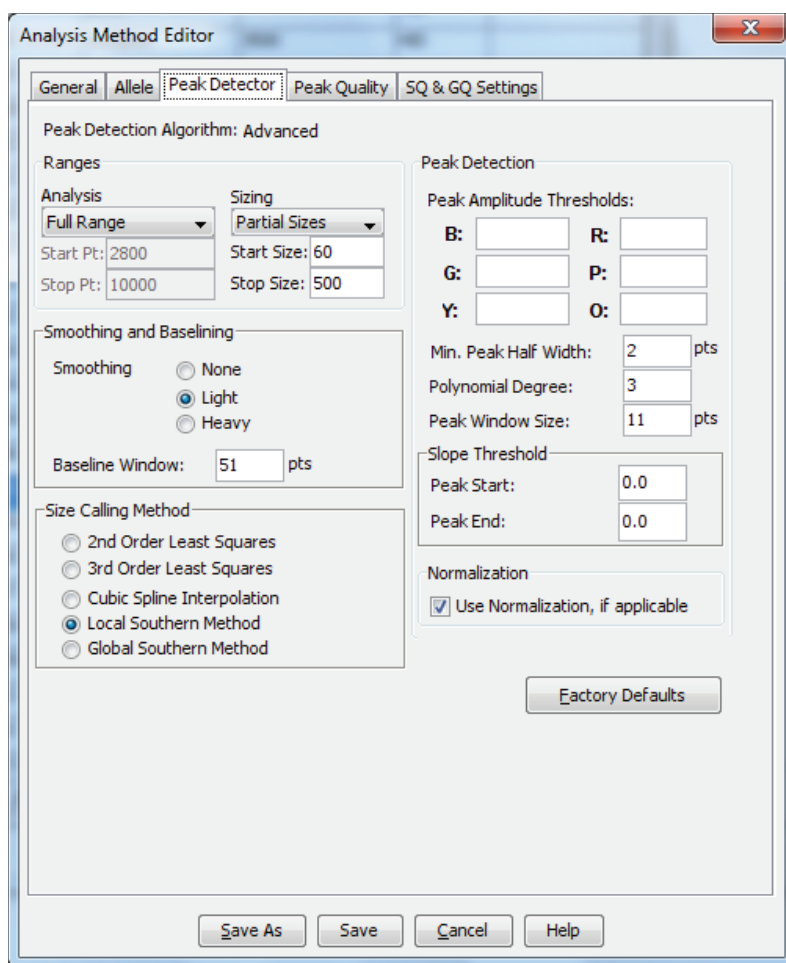 Analysis Method Editor
General Allele Peak Detector Peak Quality SQ & GQ Settings
Peak Detection Algorithm: Advanced
Ranges
Analysis
Full Range
Start Pt: 2800
Stop Pt: 10000
Sizing
Partial Sizes
Start Size: 60
Stop Size: 500
Smoothing and Baselining
Smoothing
None
Light
Heavy
Baseline Window: 51 pts
Size Calling Method
2nd Order Least Squares
3rd Order Least Squares
Cubic Spline Interpolation
Local Southern Method
Global Southern Method
Peak Detection
Peak Amplitude Thresholds:
B: R:
G: P:
Y: O:
Min. Peak Half Width: 2 pts
Polynomial Degree: 3
Peak Window Size: 11 pts
Slope Threshold
Peak Start: 0.0
Peak End: 0.0
Normalization
Use Normalization, if applicable
Factory Defaults
Save As Save Cancel Help